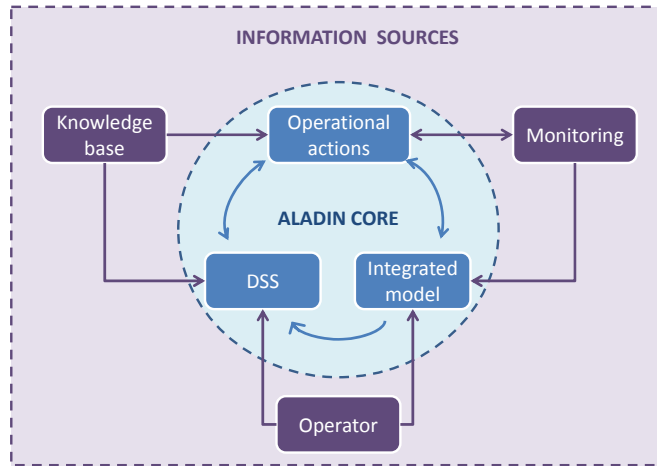 INFORMATION SOURCES
Knowledge
base
Operational
actions
Monitoring
ALADIN CORE
DSS
Integrated
model
Operator